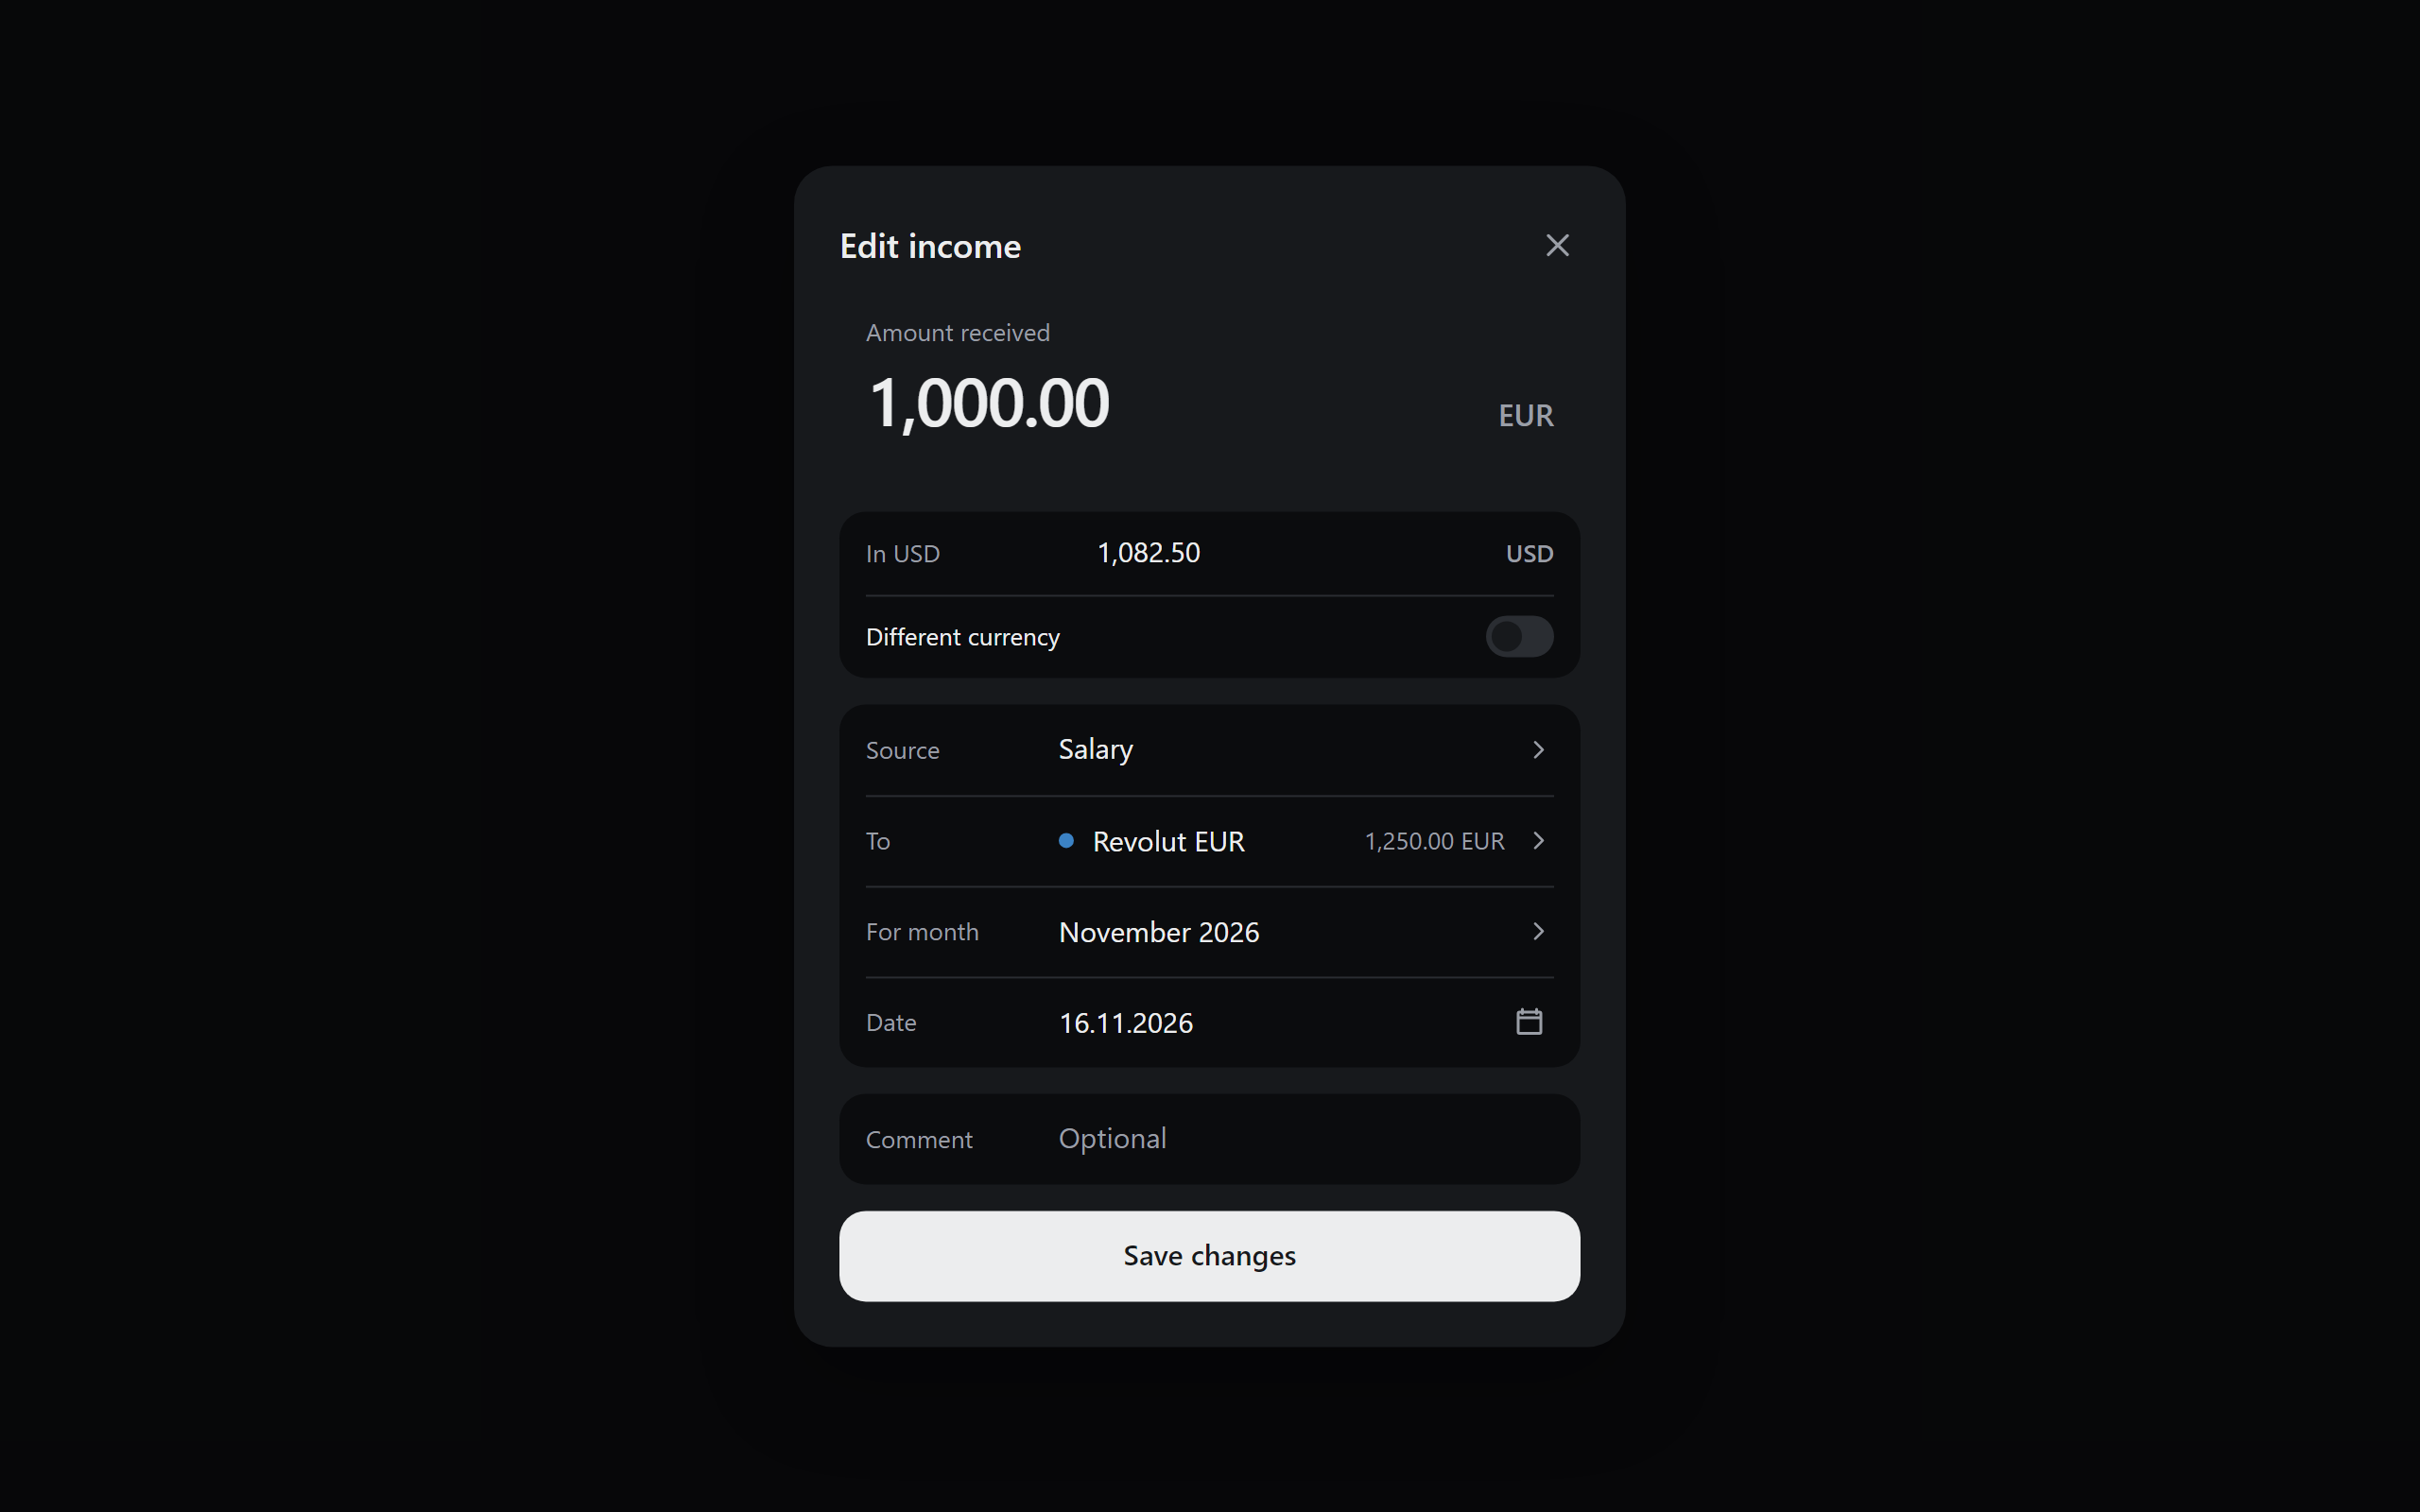 Edit income
Amount received
1,000.00 EUR
In USD 1,082.50 USD
Different currency
Source Salary
To Revolut EUR 1,250.00 EUR
For month November 2026
Date 16.11.2026
Comment Optional
Save changes